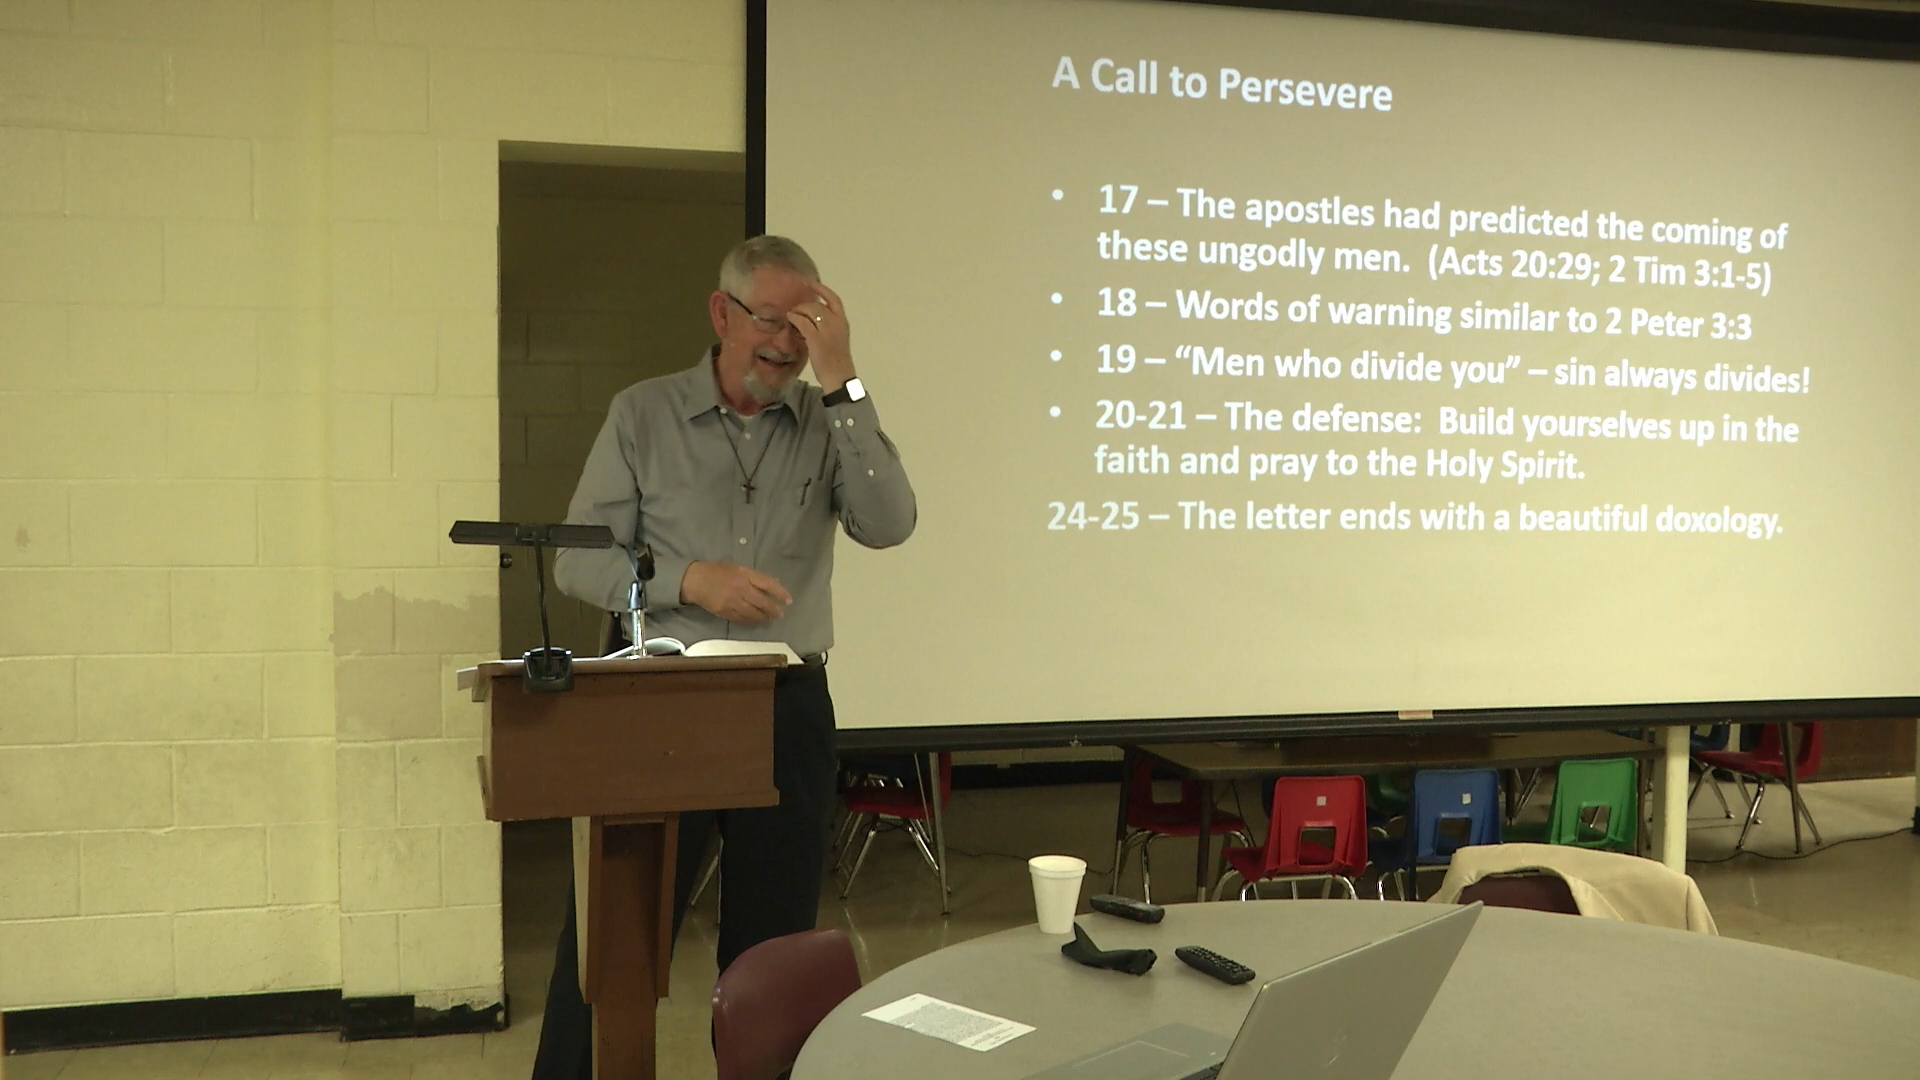 A Call to Persevere
• 17 – The apostles had predicted the coming of
these ungodly men.  (Acts 20:29; 2 Tim 3:1-5)
• 18 – Words of warning similar to 2 Peter 3:3
• 19 – “Men who divide you” – sin always divides!
• 20-21 – The defense:  Build yourselves up in the
faith and pray to the Holy Spirit.
24-25 – The letter ends with a beautiful doxology.